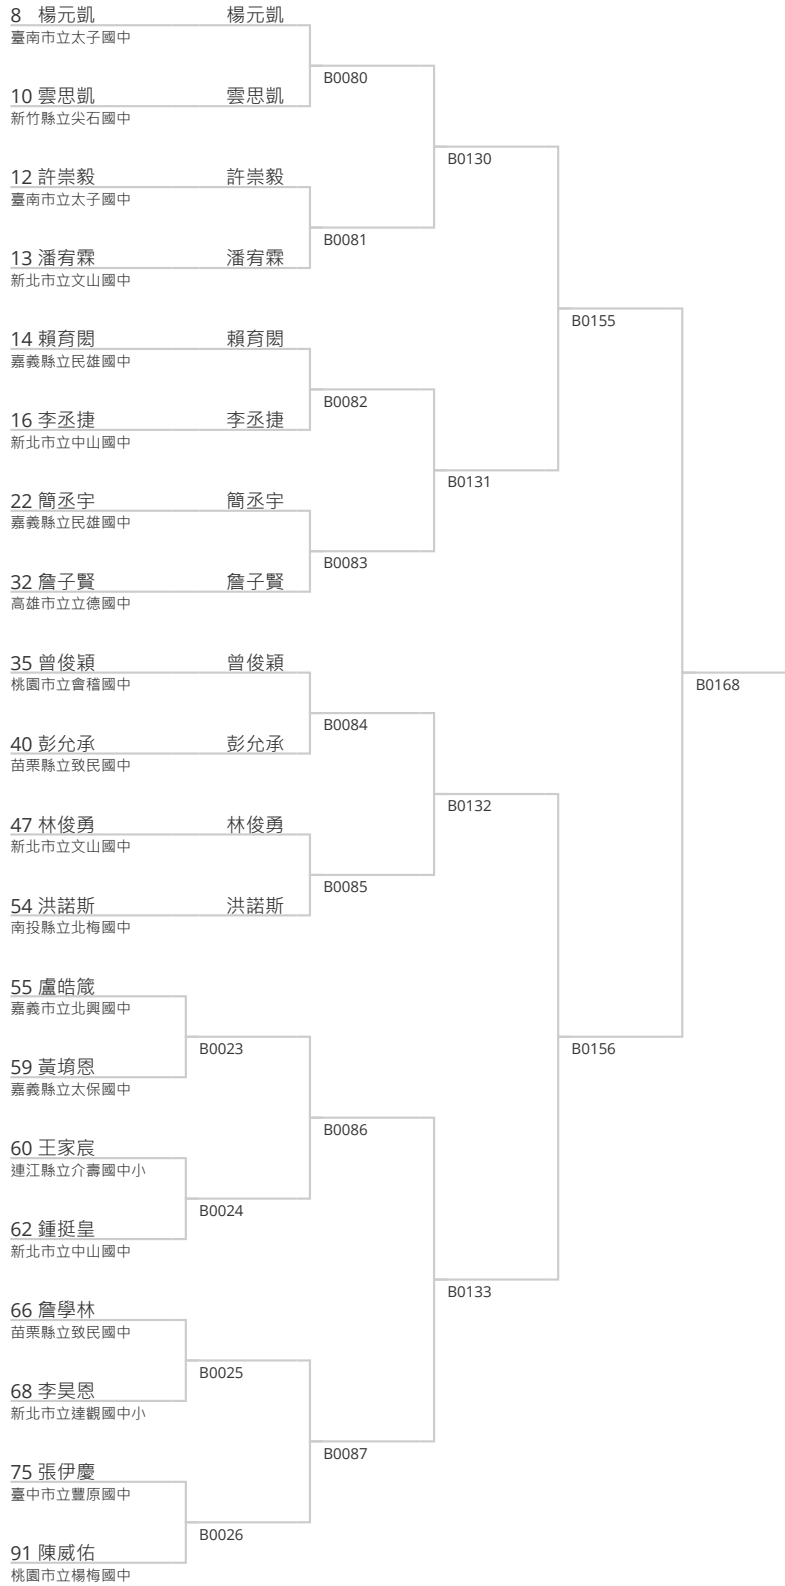 8 楊元凱 楊元凱
臺南市立太子國中
B0080
10 雲思凱 雲思凱
新竹縣立尖石國中
B0130
12 許崇毅 許崇毅
臺南市立太子國中
B0081
13 潘宥霖 潘宥霖
新北市立文山國中
B0155
14 賴育閎 賴育閎
嘉義縣立民雄國中
B0082
16 李丞捷 李丞捷
新北市立中山國中
B0131
22 簡丞宇 簡丞宇
嘉義縣立民雄國中
B0083
32 詹子賢 詹子賢
高雄市立立德國中
35 曾俊穎 曾俊穎
桃園市立會稽國中
B0168
B0084
40 彭允承 彭允承
苗栗縣立致民國中
B0132
47 林俊勇 林俊勇
新北市立文山國中
B0085
54 洪諾斯 洪諾斯
南投縣立北梅國中
55 盧皓箴
嘉義市立北興國中
B0023
B0156
59 黃堉恩
嘉義縣立太保國中
B0086
60 王家宸
連江縣立介壽國中小
B0024
62 鍾挺皇
新北市立中山國中
B0133
66 詹學林
苗栗縣立致民國中
B0025
68 李昊恩
新北市立達觀國中小
B0087
75 張伊慶
臺中市立豐原國中
B0026
91 陳威佑
桃園市立楊梅國中